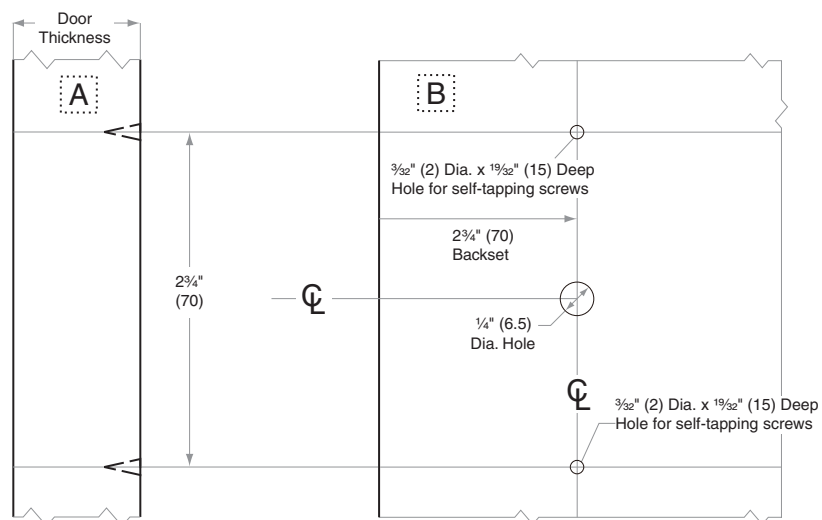 Door
Thickness
A
B
³⁄₃₂" (2) Dia. x ¹⁹⁄₃₂" (15) Deep
Hole for self-tapping screws
2¾" (70)
Backset
2¾"
(70)
℄
¼" (6.5)
Dia. Hole
℄
³⁄₃₂" (2) Dia. x ¹⁹⁄₃₂" (15) Deep
Hole for self-tapping screws